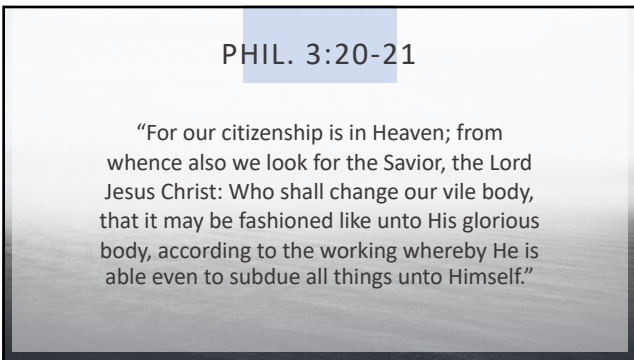 PHIL. 3:20-21
“For our citizenship is in Heaven; from
whence also we look for the Savior, the Lord
Jesus Christ: Who shall change our vile body,
that it may be fashioned like unto His glorious
body, according to the working whereby He is
able even to subdue all things unto Himself.”